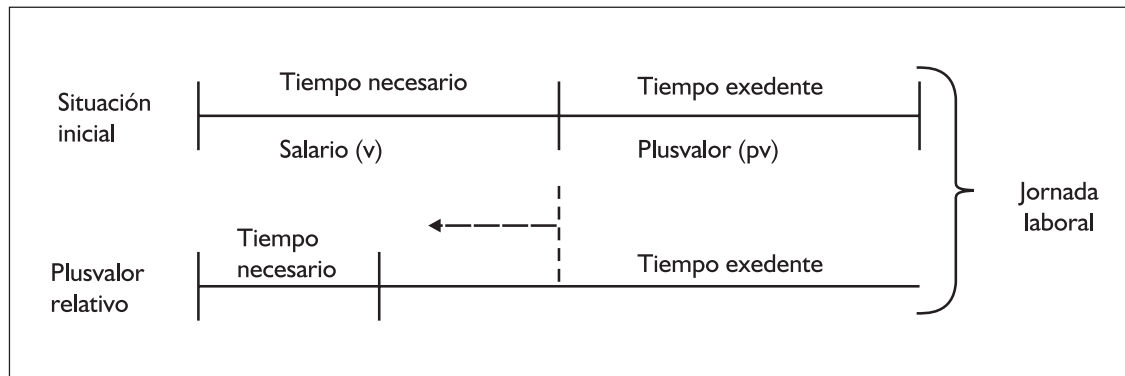 Situación
inicial
Tiempo necesario
Tiempo exedente
Salario (v)
Plusvalor (pv)
Plusvalor
relativo
Tiempo
necesario
Tiempo exedente
Jornada
laboral